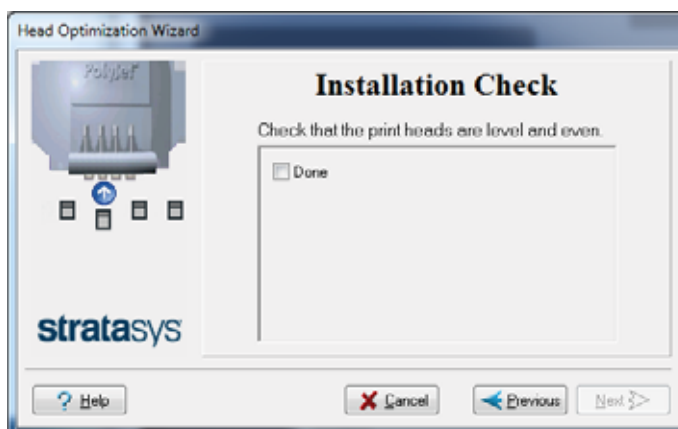 Head Optimization Wizard
PolyJet
Installation Check
Check that the print heads are level and even.
Done
stratasys
? Help
Cancel
Previous
Next